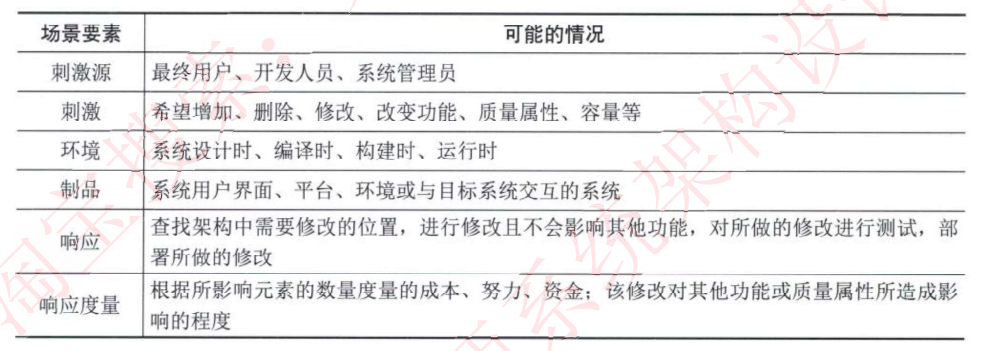 场景要素 可能的情况
刺激源 最终用户、开发人员、系统管理员
刺激 希望增加、删除、修改、改变功能、质量属性、容量等
环境 系统设计时、编译时、构建时、运行时
制品 系统用户界面、平台、环境或与目标系统交互的系统
响应 查找架构中需要修改的位置，进行修改且不会影响其他功能，对所做的修改进行测试，部
署所做的修改
响应度量 根据所影响元素的数量度量的成本、努力、资金；该修改对其他功能或质量属性所造成影
响的程度
淘宝搜索：
系统架构设